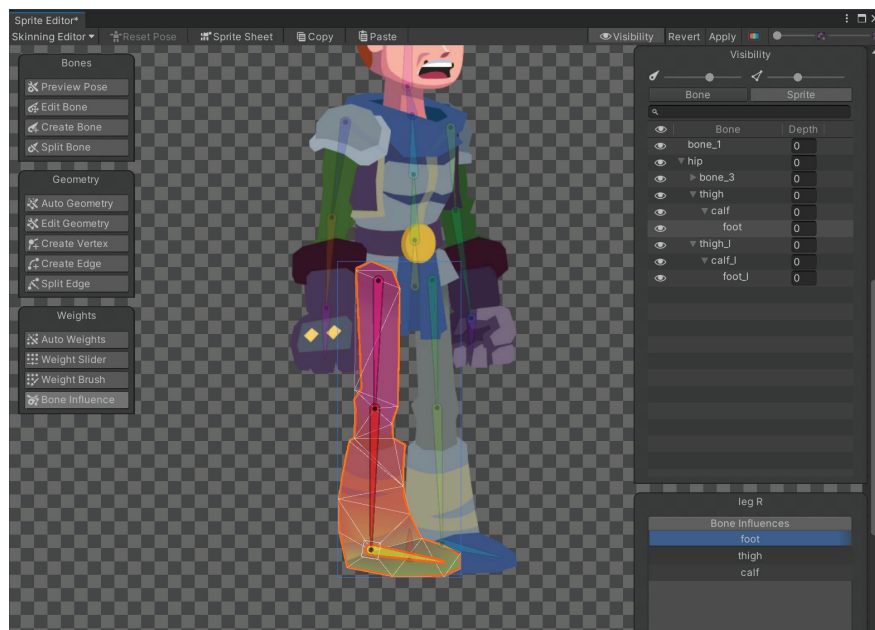 Sprite Editor*
Skinning Editor Reset Pose Sprite Sheet Copy Paste Visibility Revert Apply
Bones
Preview Pose
Edit Bone
Create Bone
Split Bone
Geometry
Auto Geometry
Edit Geometry
Create Vertex
Create Edge
Split Edge
Weights
Auto Weights
Weight Slider
Weight Brush
Bone Influence
Visibility
Bone Sprite
Bone Depth
bone_1 0
hip 0
bone_3 0
thigh 0
calf 0
foot 0
thigh_l 0
calf_l 0
foot_l 0
leg R
Bone Influences
foot
thigh
calf